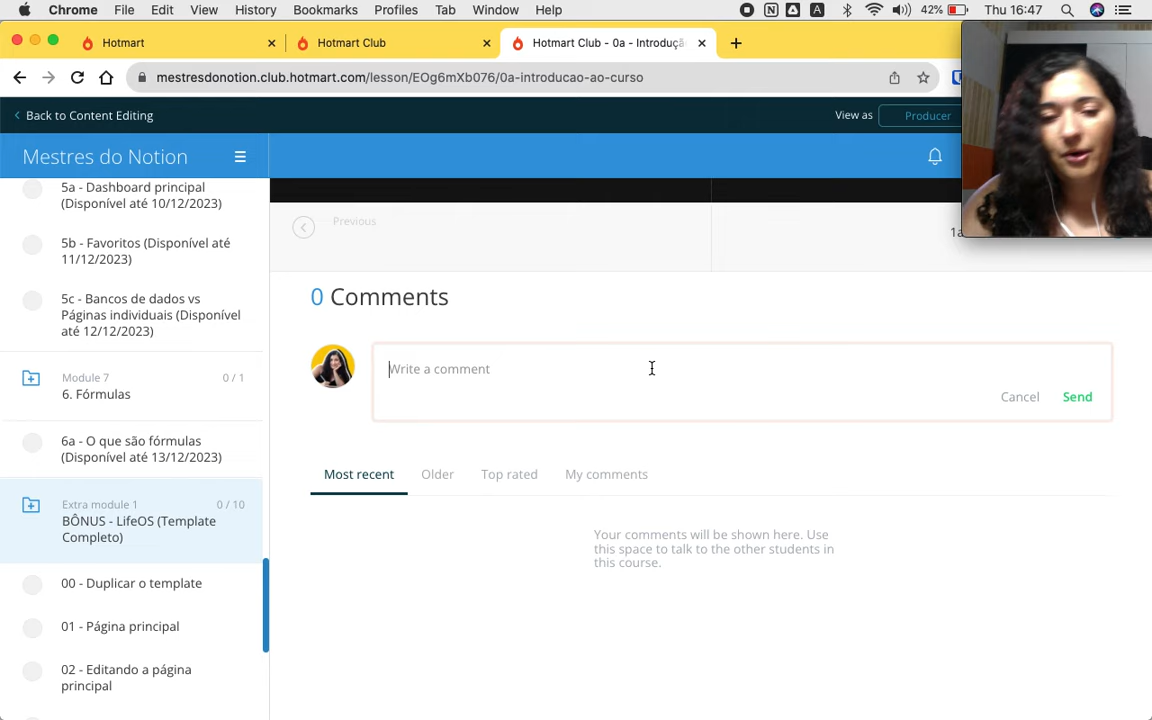 Chrome File Edit View History Bookmarks Profiles Tab Window Help
N A 42% Thu 16:47
Hotmart
Hotmart Club
Hotmart Club - 0a - Introduçã
mestresdonotion.club.hotmart.com/lesson/EOg6mXb076/0a-introducao-ao-curso
Back to Content Editing
View as Producer
Mestres do Notion
5a - Dashboard principal
(Disponível até 10/12/2023)
5b - Favoritos (Disponível até
11/12/2023)
5c - Bancos de dados vs
Páginas individuais (Disponível
até 12/12/2023)
Module 7 0 / 1
6. Fórmulas
6a - O que são fórmulas
(Disponível até 13/12/2023)
Extra module 1 0 / 10
BÔNUS - LifeOS (Template
Completo)
00 - Duplicar o template
01 - Página principal
02 - Editando a página
principal
Previous
1a
0 Comments
Write a comment
Cancel Send
Most recent Older Top rated My comments
Your comments will be shown here. Use
this space to talk to the other students in
this course.